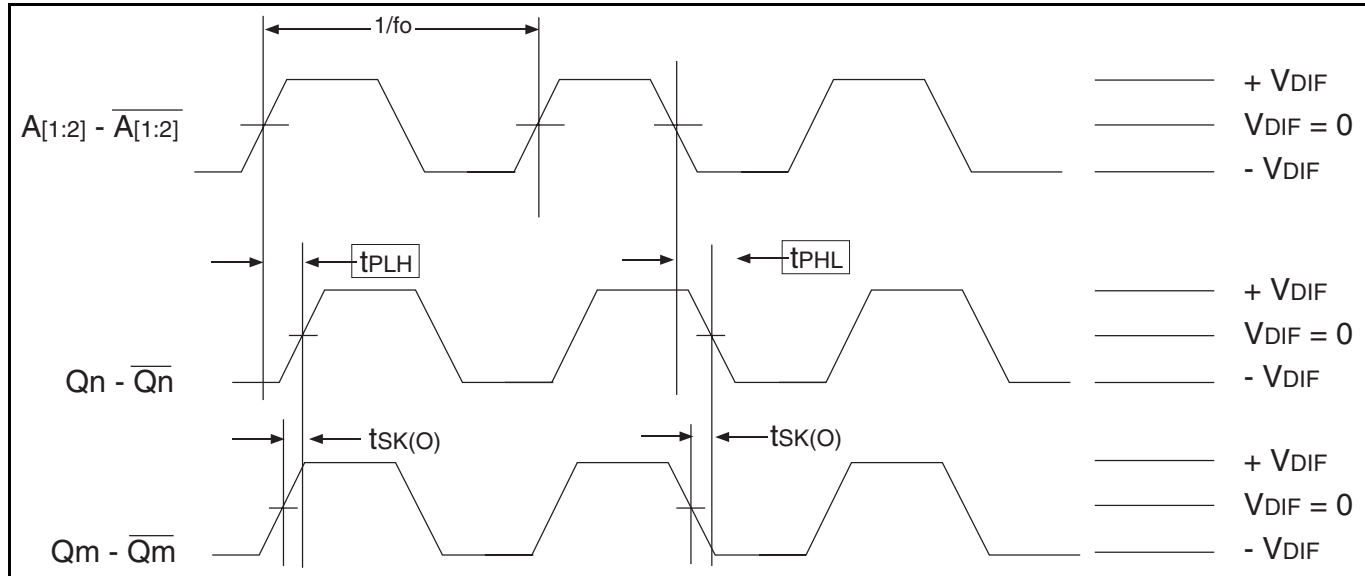 1/fo
+ VDIF
A[1:2] - A[1:2]
VDIF = 0
- VDIF
tPLH
tPHL
+ VDIF
VDIF = 0
Qn - Qn
- VDIF
tSK(O)
tSK(O)
+ VDIF
VDIF = 0
Qm - Qm
- VDIF